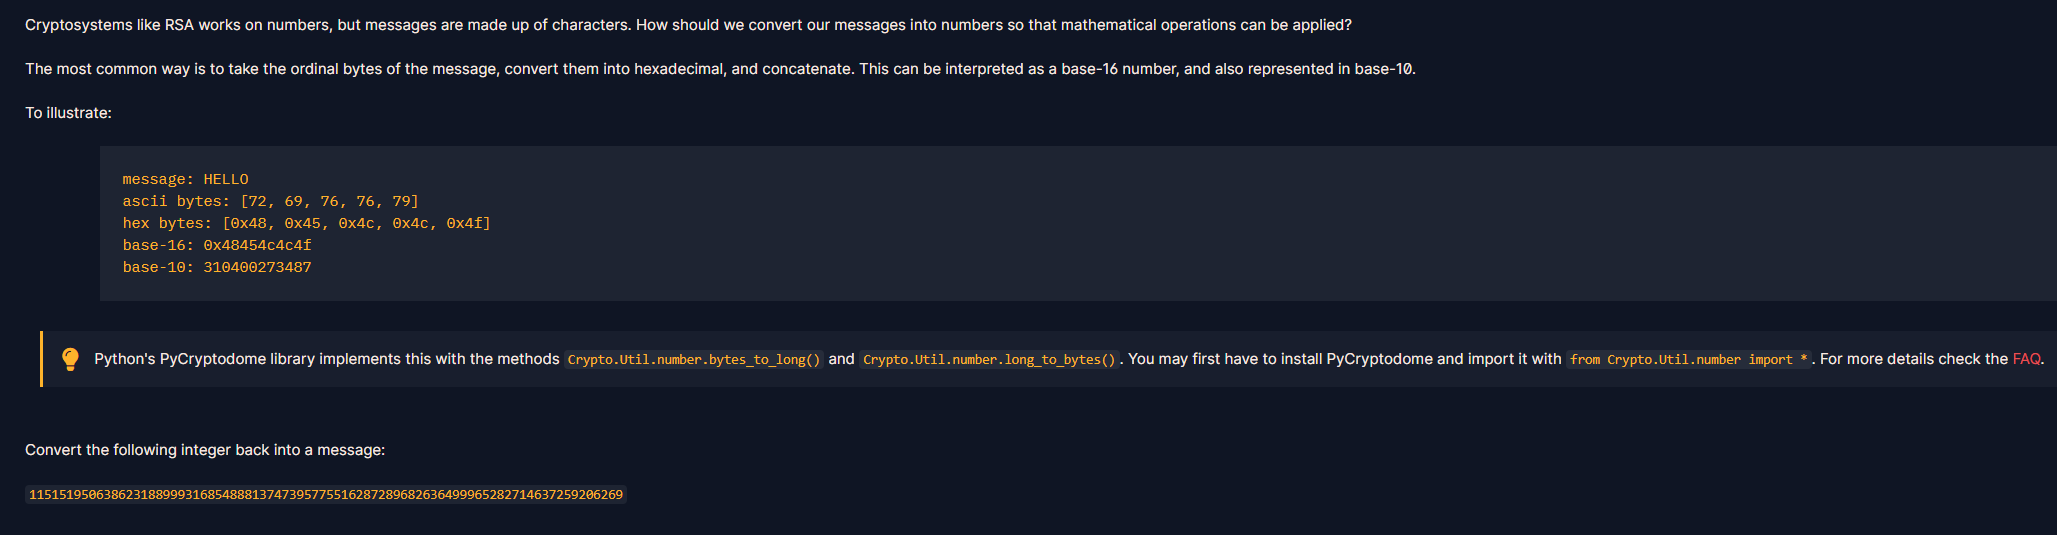 Cryptosystems like RSA works on numbers, but messages are made up of characters. How should we convert our messages into numbers so that mathematical operations can be applied?
The most common way is to take the ordinal bytes of the message, convert them into hexadecimal, and concatenate. This can be interpreted as a base-16 number, and also represented in base-10.
To illustrate:
message: HELLO
ascii bytes: [72, 69, 76, 76, 79]
hex bytes: [0x48, 0x45, 0x4c, 0x4c, 0x4f]
base-16: 0x48454c4c4f
base-10: 310400273487
Python's PyCryptodome library implements this with the methods Crypto.Util.number.bytes_to_long() and Crypto.Util.number.long_to_bytes(). You may first have to install PyCryptodome and import it with from Crypto.Util.number import *. For more details check the FAQ.
Convert the following integer back into a message:
11515195063862318899931685488813747395775516287289682636499965282714637259206269